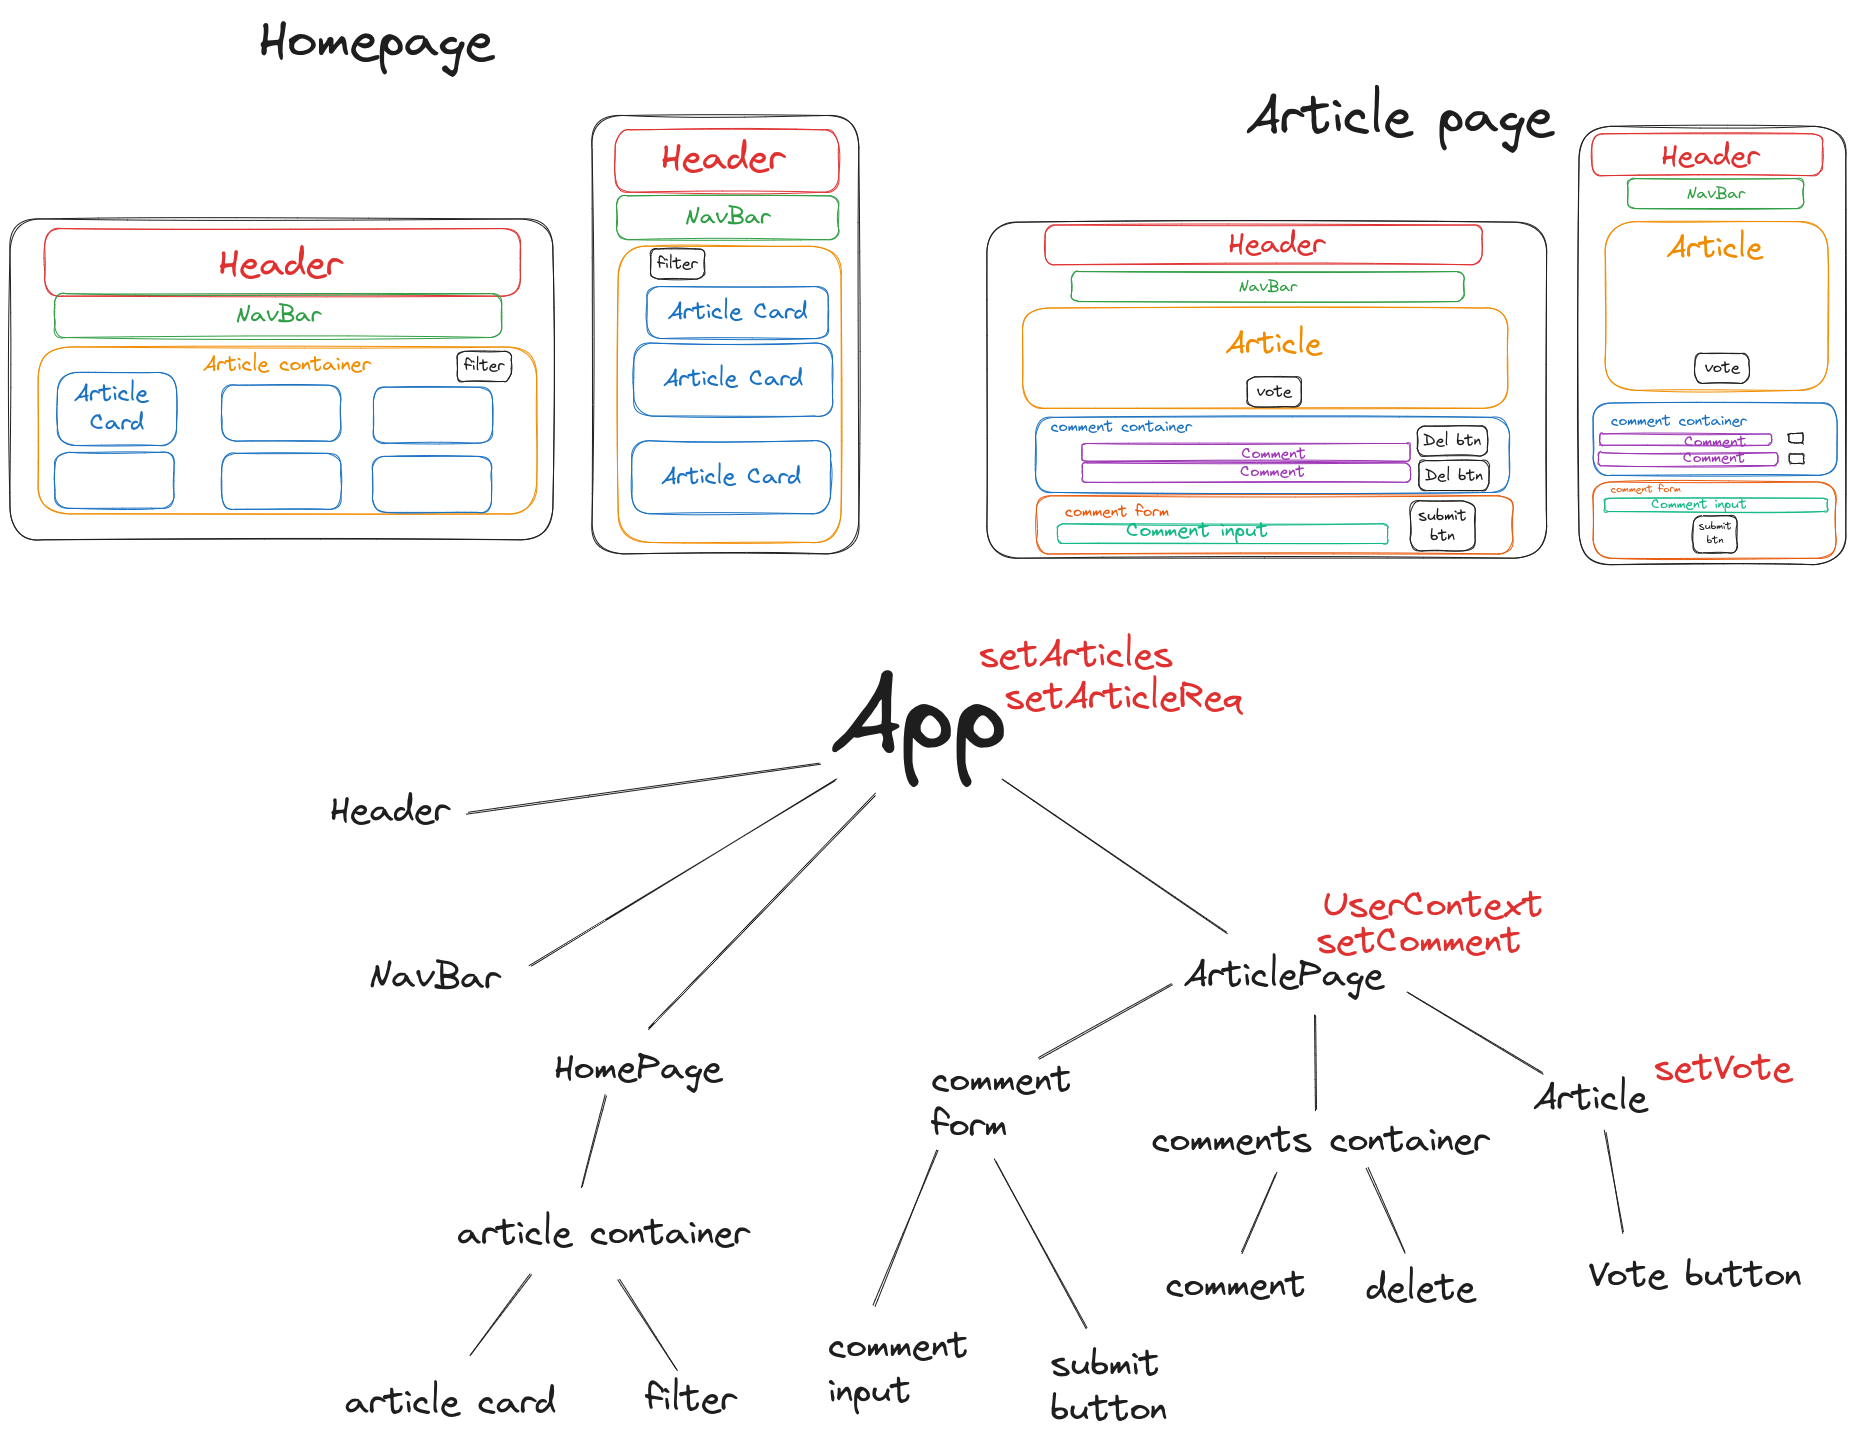 Homepage
Header
NavBar
Article container
filter
Article
Card
Header
NavBar
filter
Article Card
Article Card
Article Card
Article page
Header
NavBar
Article
vote
comment container
Comment
Del btn
Comment
Del btn
comment form
Comment input
submit
btn
Header
NavBar
Article
vote
comment container
Comment
Comment
comment form
Comment input
submit
btn
App
setArticles
setArticleReq
Header
NavBar
HomePage
article container
article card
filter
UserContext
setComment
ArticlePage
comment
form
comment
input
submit
button
comments container
comment
delete
setVote
Article
Vote button